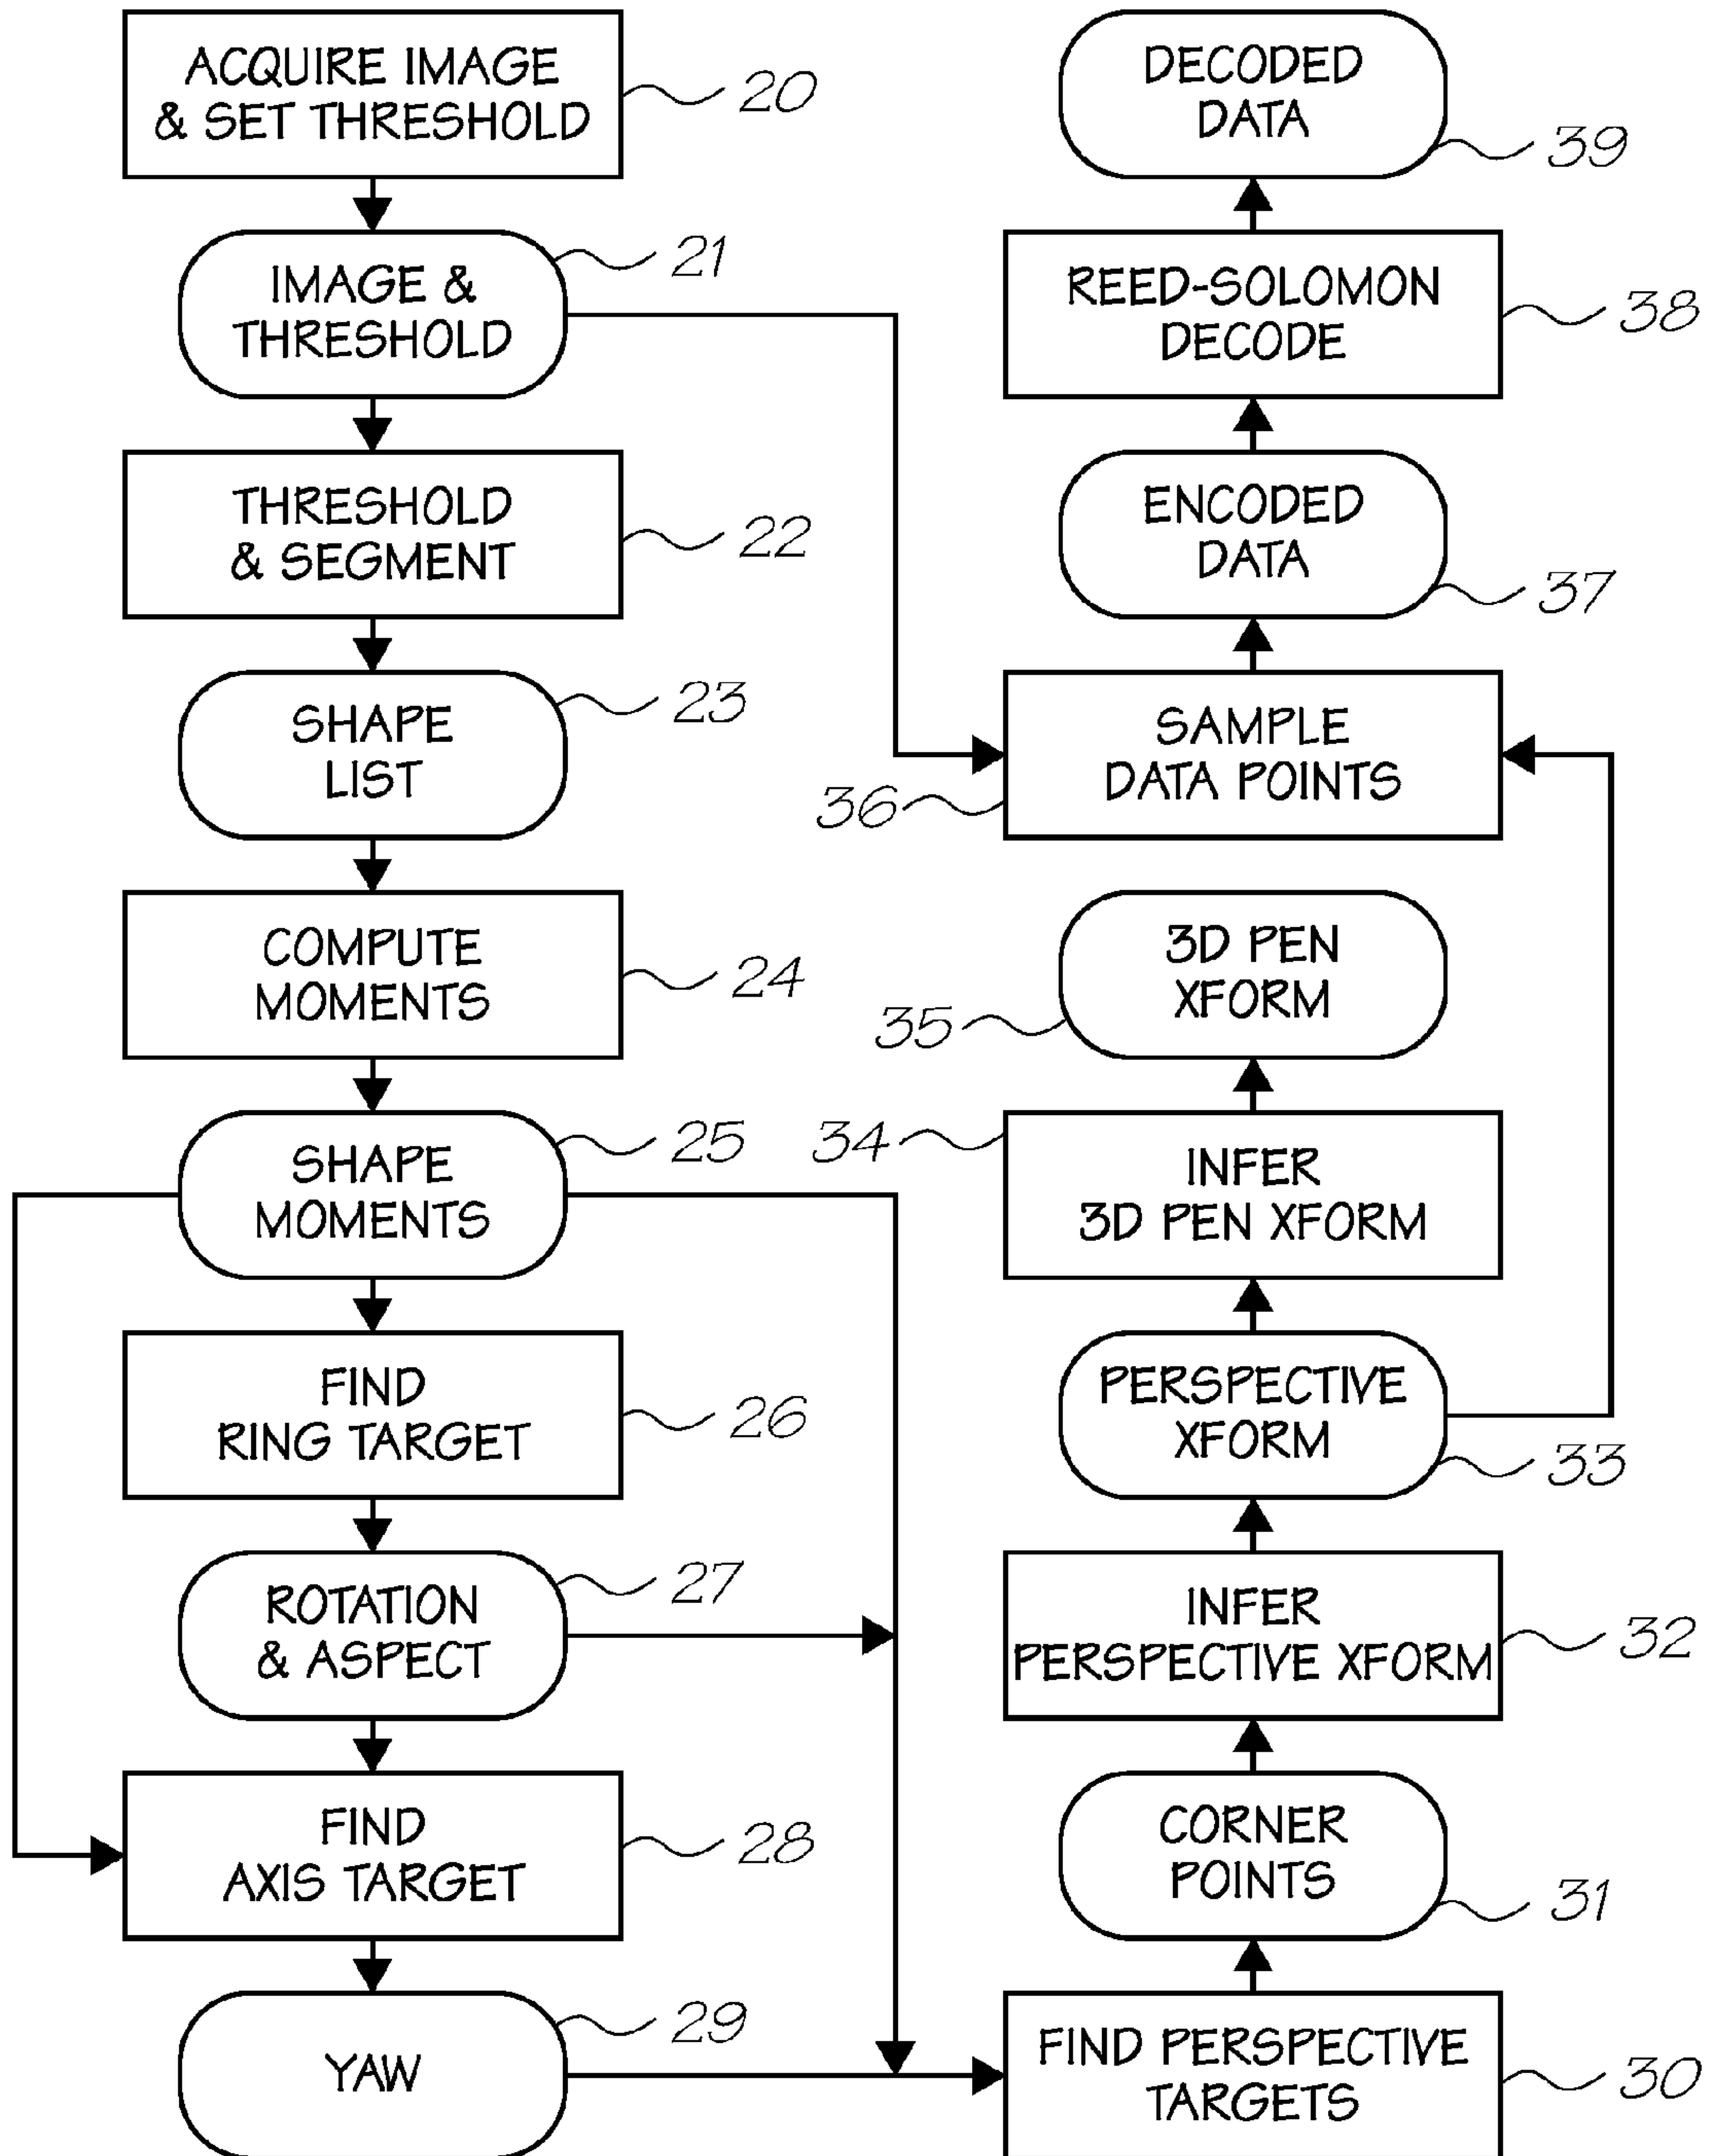 ACQUIRE IMAGE
& SET THRESHOLD
20
IMAGE &
THRESHOLD
21
THRESHOLD
& SEGMENT
22
SHAPE
LIST
23
COMPUTE
MOMENTS
24
SHAPE
MOMENTS
25
FIND
RING TARGET
26
ROTATION
& ASPECT
27
FIND
AXIS TARGET
28
YAW
29
DECODED
DATA
39
REED-SOLOMON
DECODE
38
ENCODED
DATA
37
SAMPLE
DATA POINTS
36
3D PEN
XFORM
35
INFER
3D PEN XFORM
34
PERSPECTIVE
XFORM
33
INFER
PERSPECTIVE XFORM
32
CORNER
POINTS
31
FIND PERSPECTIVE
TARGETS
30